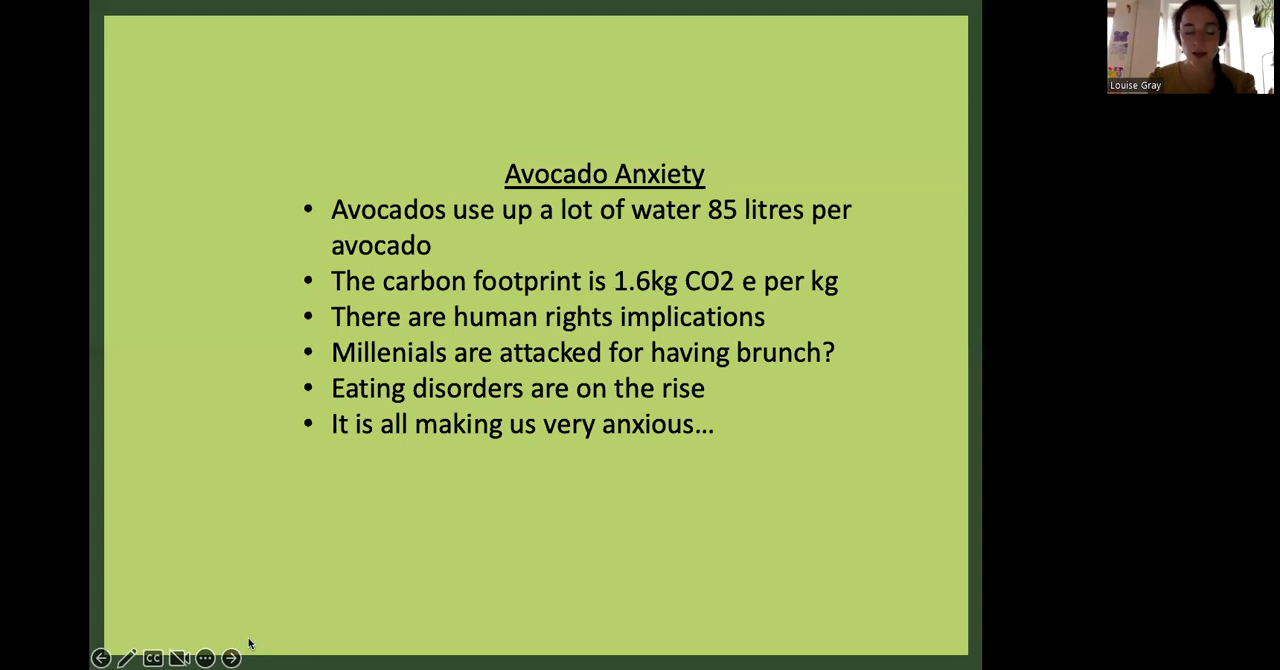 Avocado Anxiety
• Avocados use up a lot of water 85 litres per
avocado
• The carbon footprint is 1.6kg CO2 e per kg
• There are human rights implications
• Millenials are attacked for having brunch?
• Eating disorders are on the rise
• It is all making us very anxious...
Louise Gray
CC